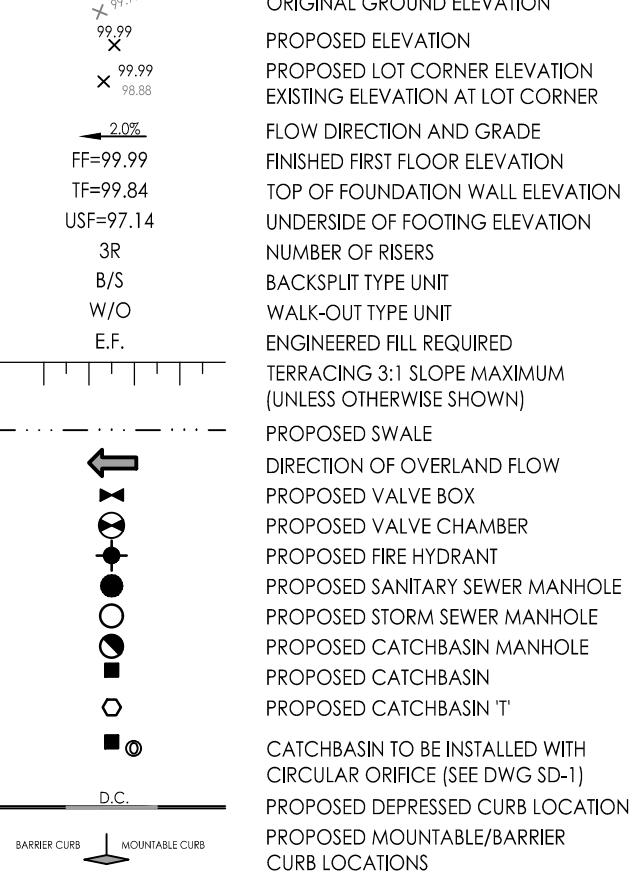 ORIGINAL GROUND ELEVATION
99.99 PROPOSED ELEVATION
99.99 PROPOSED LOT CORNER ELEVATION
98.88 EXISTING ELEVATION AT LOT CORNER
2.0% FLOW DIRECTION AND GRADE
FF=99.99 FINISHED FIRST FLOOR ELEVATION
TF=99.84 TOP OF FOUNDATION WALL ELEVATION
USF=97.14 UNDERSIDE OF FOOTING ELEVATION
3R NUMBER OF RISERS
B/S BACKSPLIT TYPE UNIT
W/O WALK-OUT TYPE UNIT
E.F. ENGINEERED FILL REQUIRED
TERRACING 3:1 SLOPE MAXIMUM
(UNLESS OTHERWISE SHOWN)
PROPOSED SWALE
DIRECTION OF OVERLAND FLOW
PROPOSED VALVE BOX
PROPOSED VALVE CHAMBER
PROPOSED FIRE HYDRANT
PROPOSED SANITARY SEWER MANHOLE
PROPOSED STORM SEWER MANHOLE
PROPOSED CATCHBASIN MANHOLE
PROPOSED CATCHBASIN
PROPOSED CATCHBASIN 'T'
CATCHBASIN TO BE INSTALLED WITH
CIRCULAR ORIFICE (SEE DWG SD-1)
D.C. PROPOSED DEPRESSED CURB LOCATION
BARRIER CURB MOUNTABLE CURB PROPOSED MOUNTABLE/BARRIER
CURB LOCATIONS